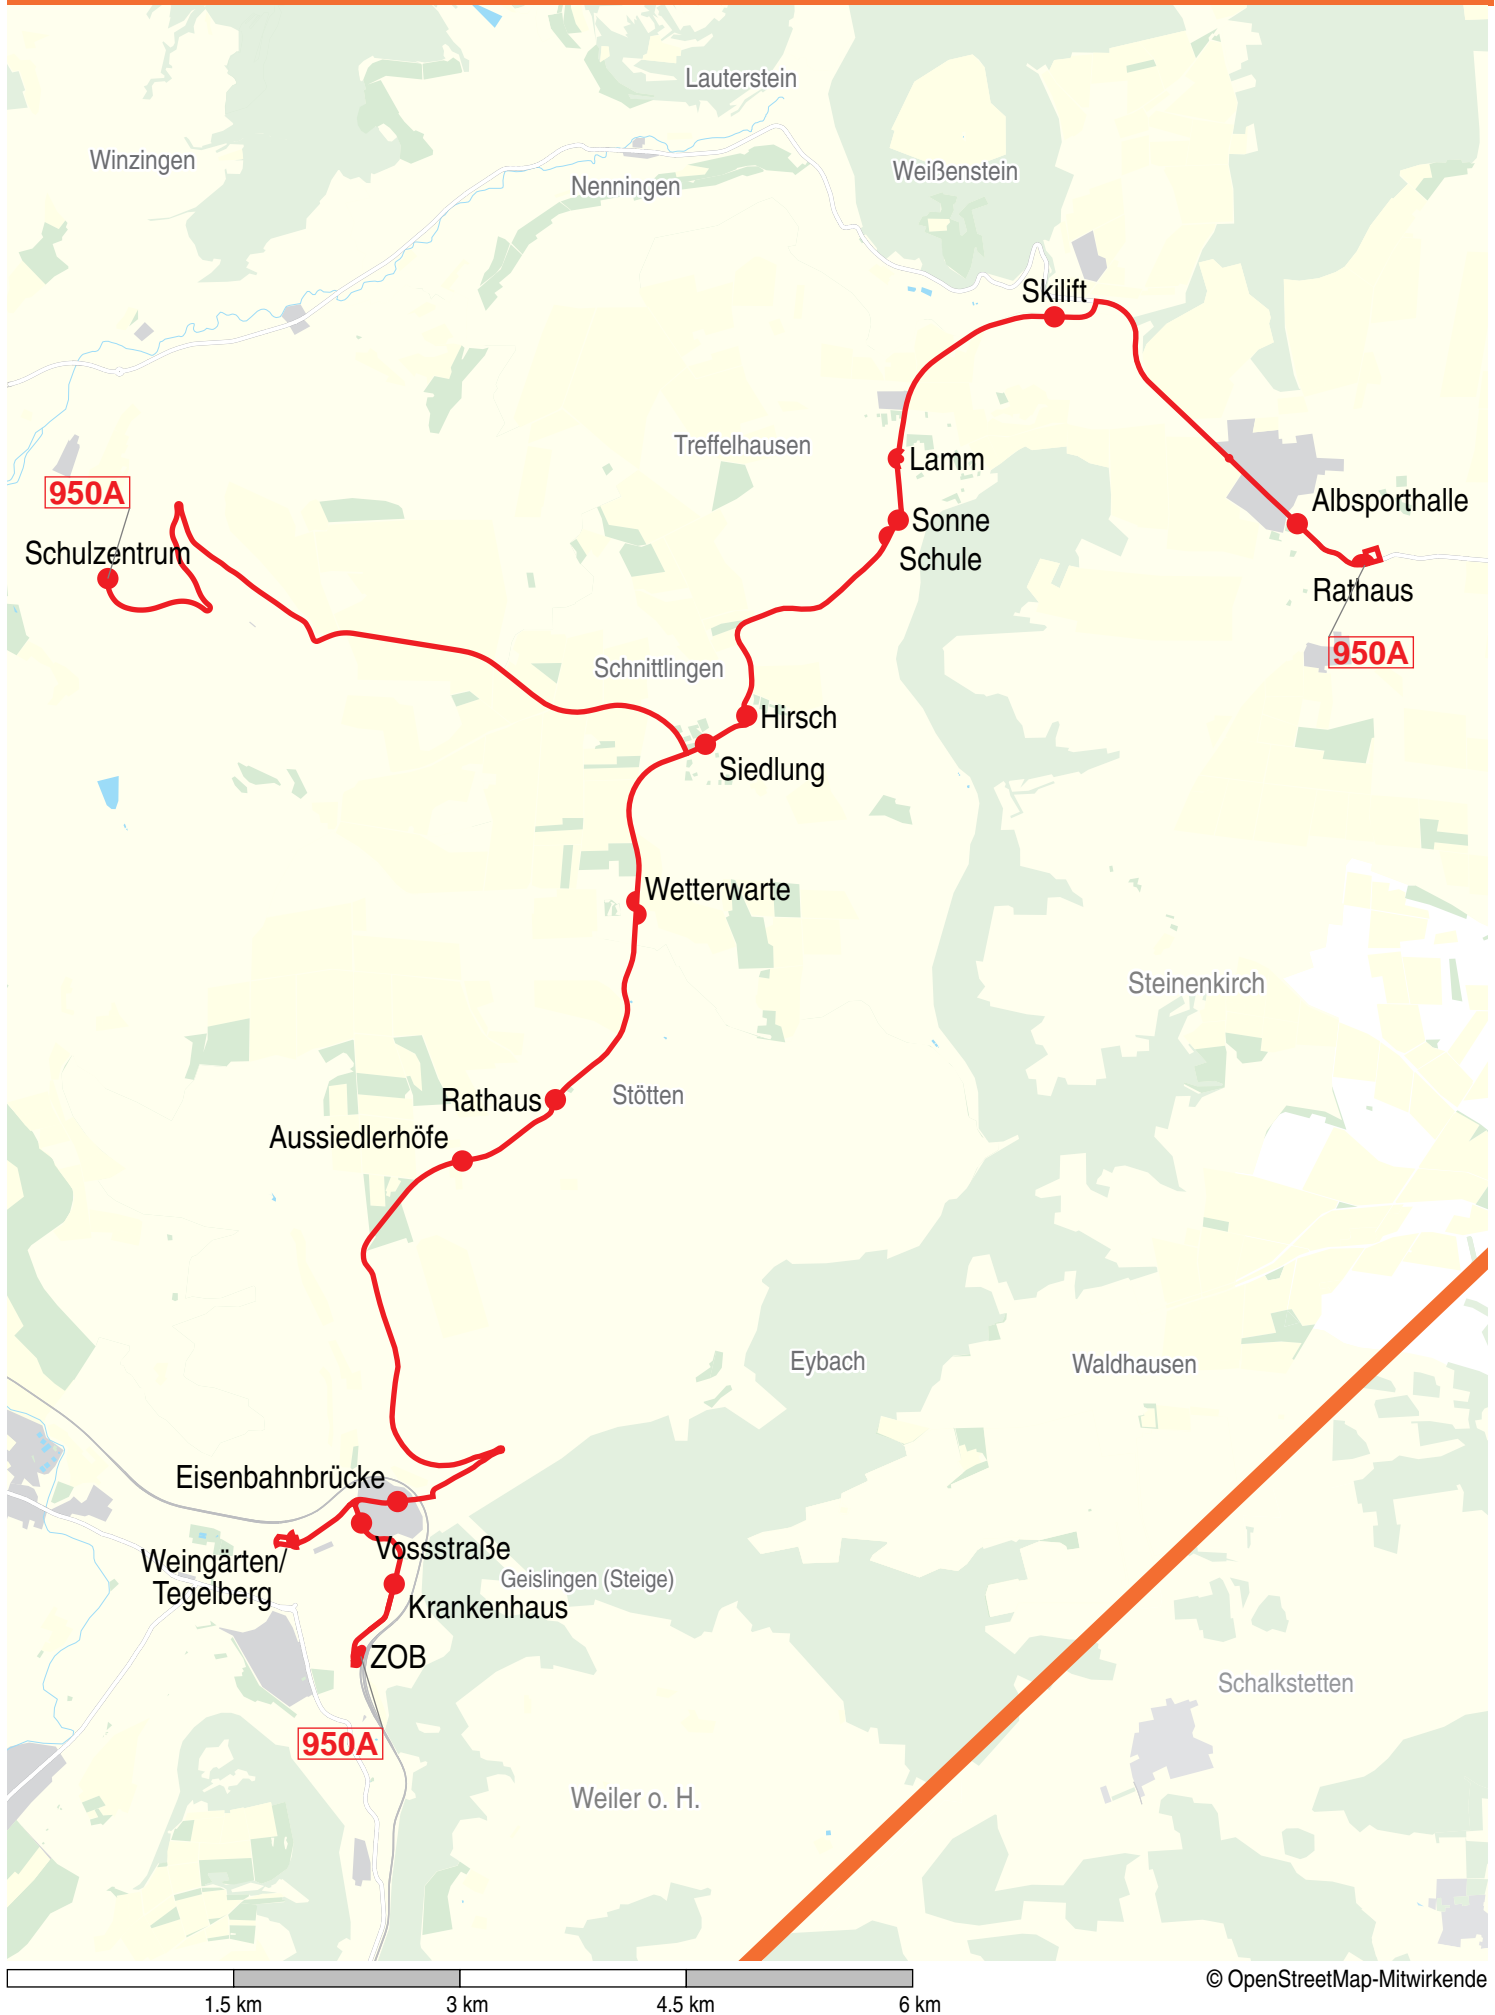 Lauterstein
Winzingen
Weißenstein
Nenningen
Skilift
Treffelhausen
Lamm
950A
Albsporthalle
Sonne
Schulzentrum
Schule
Rathaus
950A
Schnittlingen
Hirsch
Siedlung
Wetterwarte
Steinenkirch
Rathaus
Stötten
Aussiedlerhöfe
Eybach
Waldhausen
Eisenbahnbrücke
Vossstraße
Weingärten/
Tegelberg
Geislingen (Steige)
Krankenhaus
ZOB
Schalkstetten
950A
Weiler o. H.
© OpenStreetMap-Mitwirkende
1.5 km
3 km
4.5 km
6 km